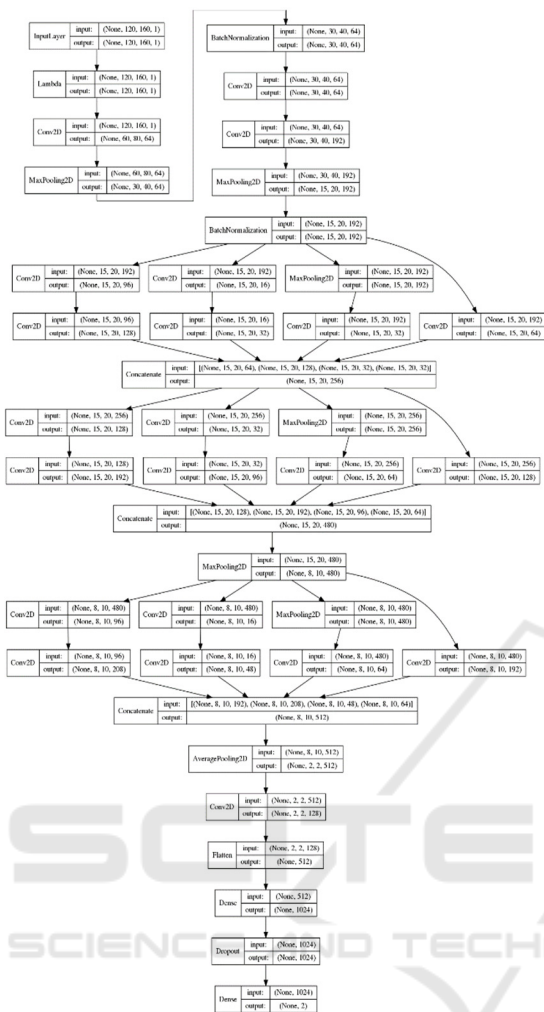 InputLayer input: (None, 120, 160, 1)
output: (None, 120, 160, 1)
Lambda input: (None, 120, 160, 1)
output: (None, 120, 160, 1)
Conv2D input: (None, 120, 160, 1)
output: (None, 60, 80, 64)
MaxPooling2D input: (None, 60, 80, 64)
output: (None, 30, 40, 64)
BatchNormalization input: (None, 30, 40, 64)
output: (None, 30, 40, 64)
Conv2D input: (None, 30, 40, 64)
output: (None, 30, 40, 64)
Conv2D input: (None, 30, 40, 64)
output: (None, 30, 40, 192)
MaxPooling2D input: (None, 30, 40, 192)
output: (None, 15, 20, 192)
BatchNormalization input: (None, 15, 20, 192)
output: (None, 15, 20, 192)
Conv2D input: (None, 15, 20, 192)
output: (None, 15, 20, 96)
Conv2D input: (None, 15, 20, 192)
output: (None, 15, 20, 16)
MaxPooling2D input: (None, 15, 20, 192)
output: (None, 15, 20, 192)
Conv2D input: (None, 15, 20, 96)
output: (None, 15, 20, 128)
Conv2D input: (None, 15, 20, 16)
output: (None, 15, 20, 32)
Conv2D input: (None, 15, 20, 192)
output: (None, 15, 20, 32)
Conv2D input: (None, 15, 20, 192)
output: (None, 15, 20, 64)
Concatenate input: [(None, 15, 20, 64), (None, 15, 20, 128), (None, 15, 20, 32), (None, 15, 20, 32)]
output: (None, 15, 20, 256)
Conv2D input: (None, 15, 20, 256)
output: (None, 15, 20, 128)
Conv2D input: (None, 15, 20, 256)
output: (None, 15, 20, 32)
MaxPooling2D input: (None, 15, 20, 256)
output: (None, 15, 20, 256)
Conv2D input: (None, 15, 20, 128)
output: (None, 15, 20, 192)
Conv2D input: (None, 15, 20, 32)
output: (None, 15, 20, 96)
Conv2D input: (None, 15, 20, 256)
output: (None, 15, 20, 64)
Conv2D input: (None, 15, 20, 256)
output: (None, 15, 20, 128)
Concatenate input: [(None, 15, 20, 128), (None, 15, 20, 192), (None, 15, 20, 96), (None, 15, 20, 64)]
output: (None, 15, 20, 480)
MaxPooling2D input: (None, 15, 20, 480)
output: (None, 8, 10, 480)
Conv2D input: (None, 8, 10, 480)
output: (None, 8, 10, 96)
Conv2D input: (None, 8, 10, 480)
output: (None, 8, 10, 16)
MaxPooling2D input: (None, 8, 10, 480)
output: (None, 8, 10, 480)
Conv2D input: (None, 8, 10, 96)
output: (None, 8, 10, 208)
Conv2D input: (None, 8, 10, 16)
output: (None, 8, 10, 48)
Conv2D input: (None, 8, 10, 480)
output: (None, 8, 10, 64)
Conv2D input: (None, 8, 10, 480)
output: (None, 8, 10, 192)
Concatenate input: [(None, 8, 10, 192), (None, 8, 10, 208), (None, 8, 10, 48), (None, 8, 10, 64)]
output: (None, 8, 10, 512)
AveragePooling2D input: (None, 8, 10, 512)
output: (None, 2, 2, 512)
Conv2D input: (None, 2, 2, 512)
output: (None, 2, 2, 128)
Flatten input: (None, 2, 2, 128)
output: (None, 512)
Dense input: (None, 512)
output: (None, 1024)
Dropout input: (None, 1024)
output: (None, 1024)
Dense input: (None, 1024)
output: (None, 2)
SCITE
SCIENCE AND TECH